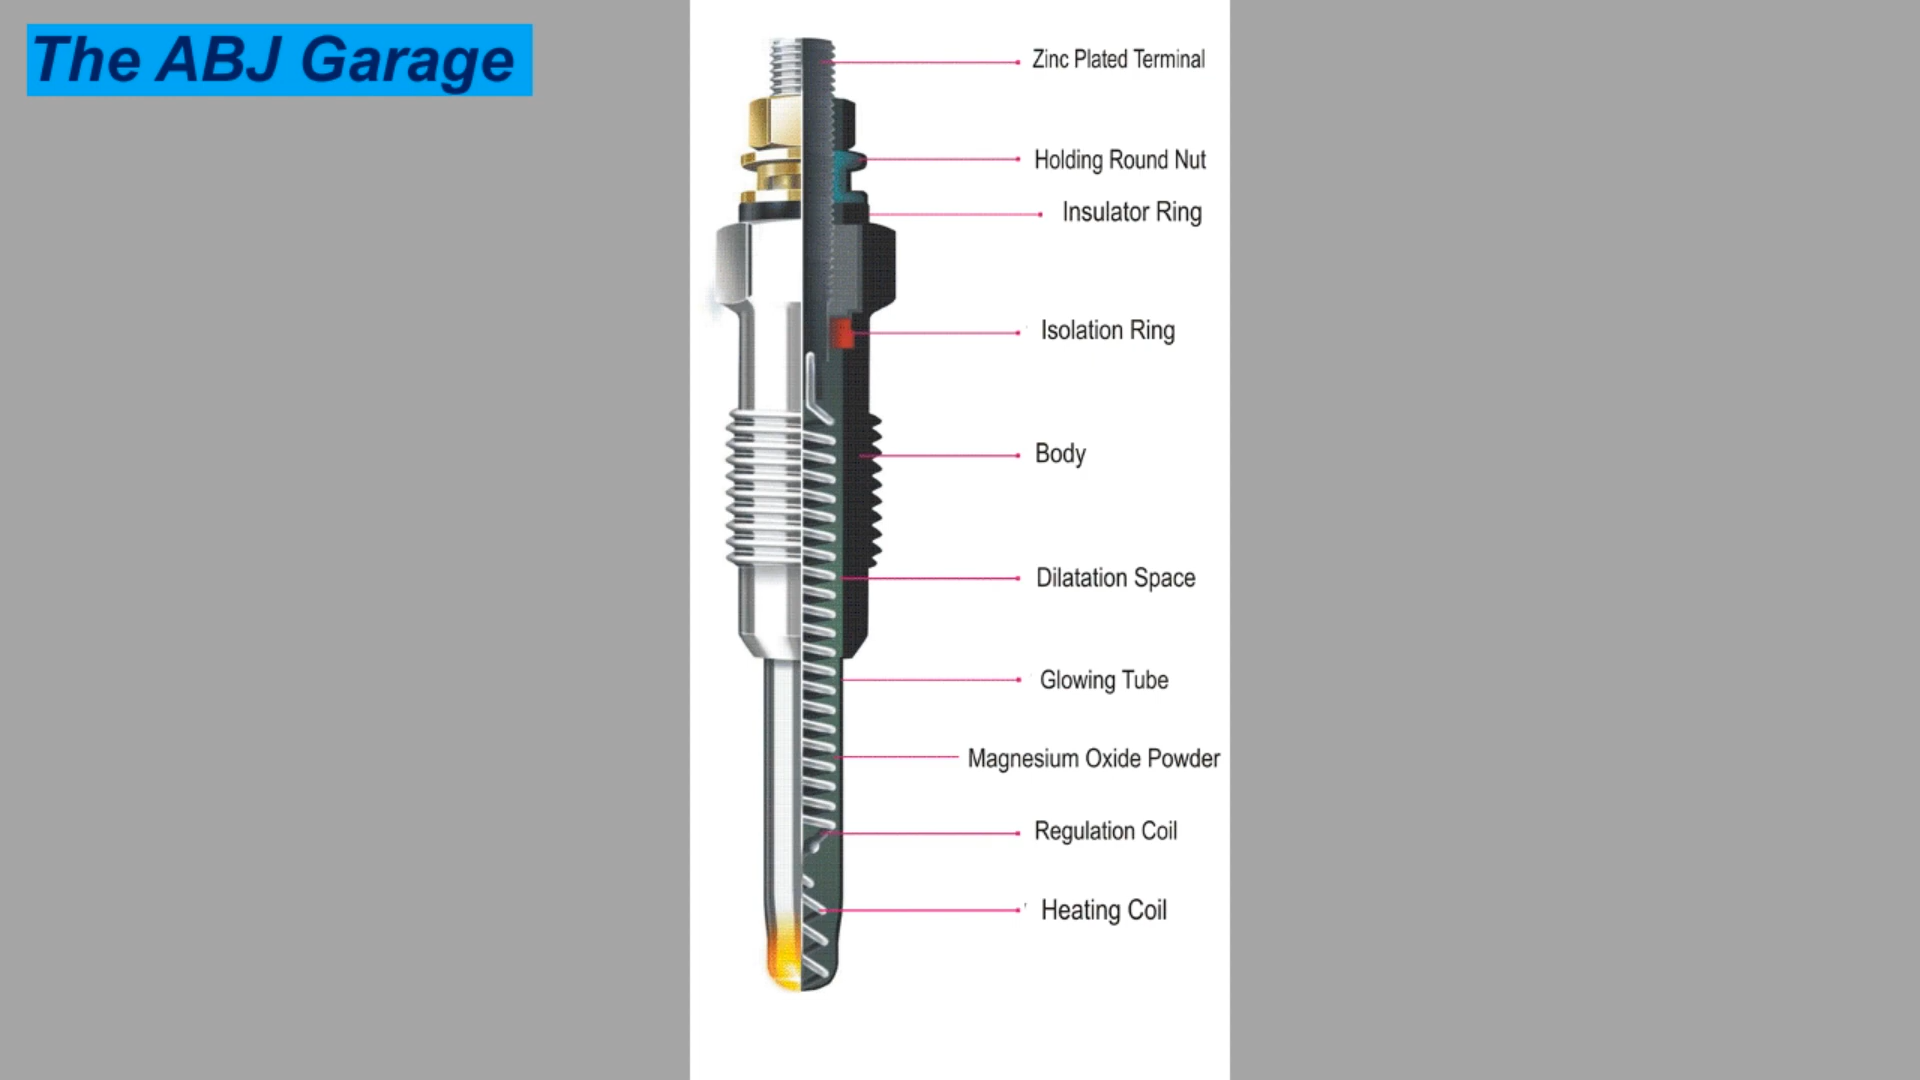 The ABJ Garage
Zinc Plated Terminal
Holding Round Nut
Insulator Ring
Isolation Ring
Body
Dilatation Space
Glowing Tube
Magnesium Oxide Powder
Regulation Coil
Heating Coil